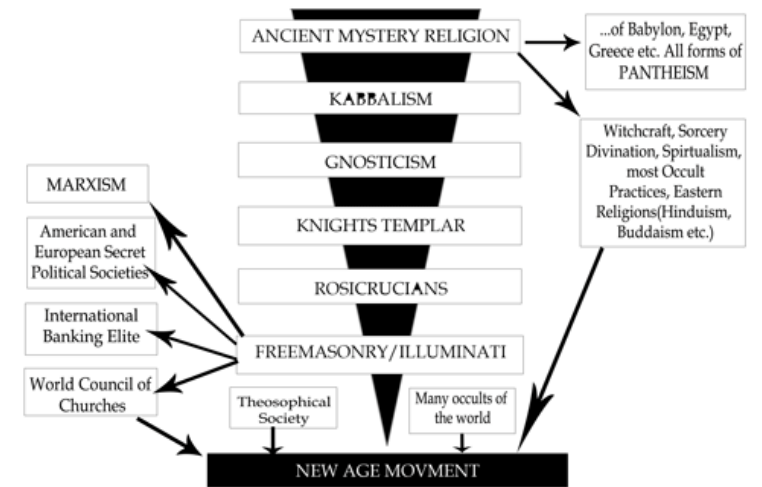 ANCIENT MYSTERY RELIGION
...of Babylon, Egypt,
Greece etc. All forms of
PANTHEISM
KABBALISM
Witchcraft, Sorcery
Divination, Spirtualism,
most Occult
Practices, Eastern
Religions(Hinduism,
Buddaism etc.)
GNOSTICISM
MARXISM
American and
European Secret
Political Societies
KNIGHTS TEMPLAR
ROSICRUCIANS
International
Banking Elite
FREEMASONRY/ILLUMINATI
World Council of
Churches
Theosophical
Society
Many occults of
the world
NEW AGE MOVMENT